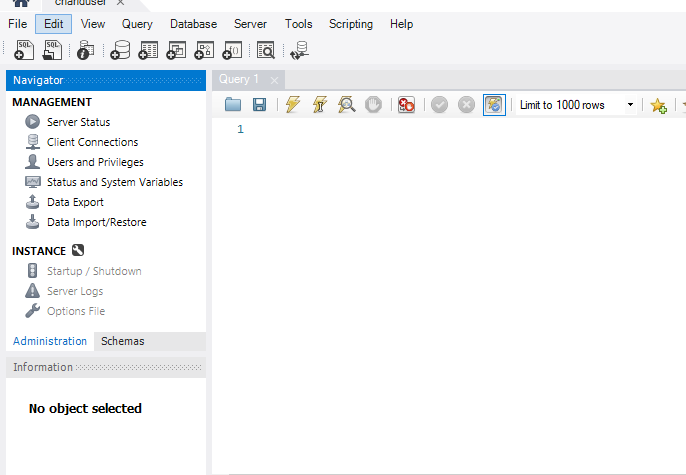 chanduser
File Edit View Query Database Server Tools Scripting Help
SQL SQL
Navigator
Query 1
MANAGEMENT
Server Status
Client Connections
Users and Privileges
Status and System Variables
Data Export
Data Import/Restore
INSTANCE
Startup / Shutdown
Server Logs
Options File
Administration Schemas
Information
No object selected
Limit to 1000 rows
1